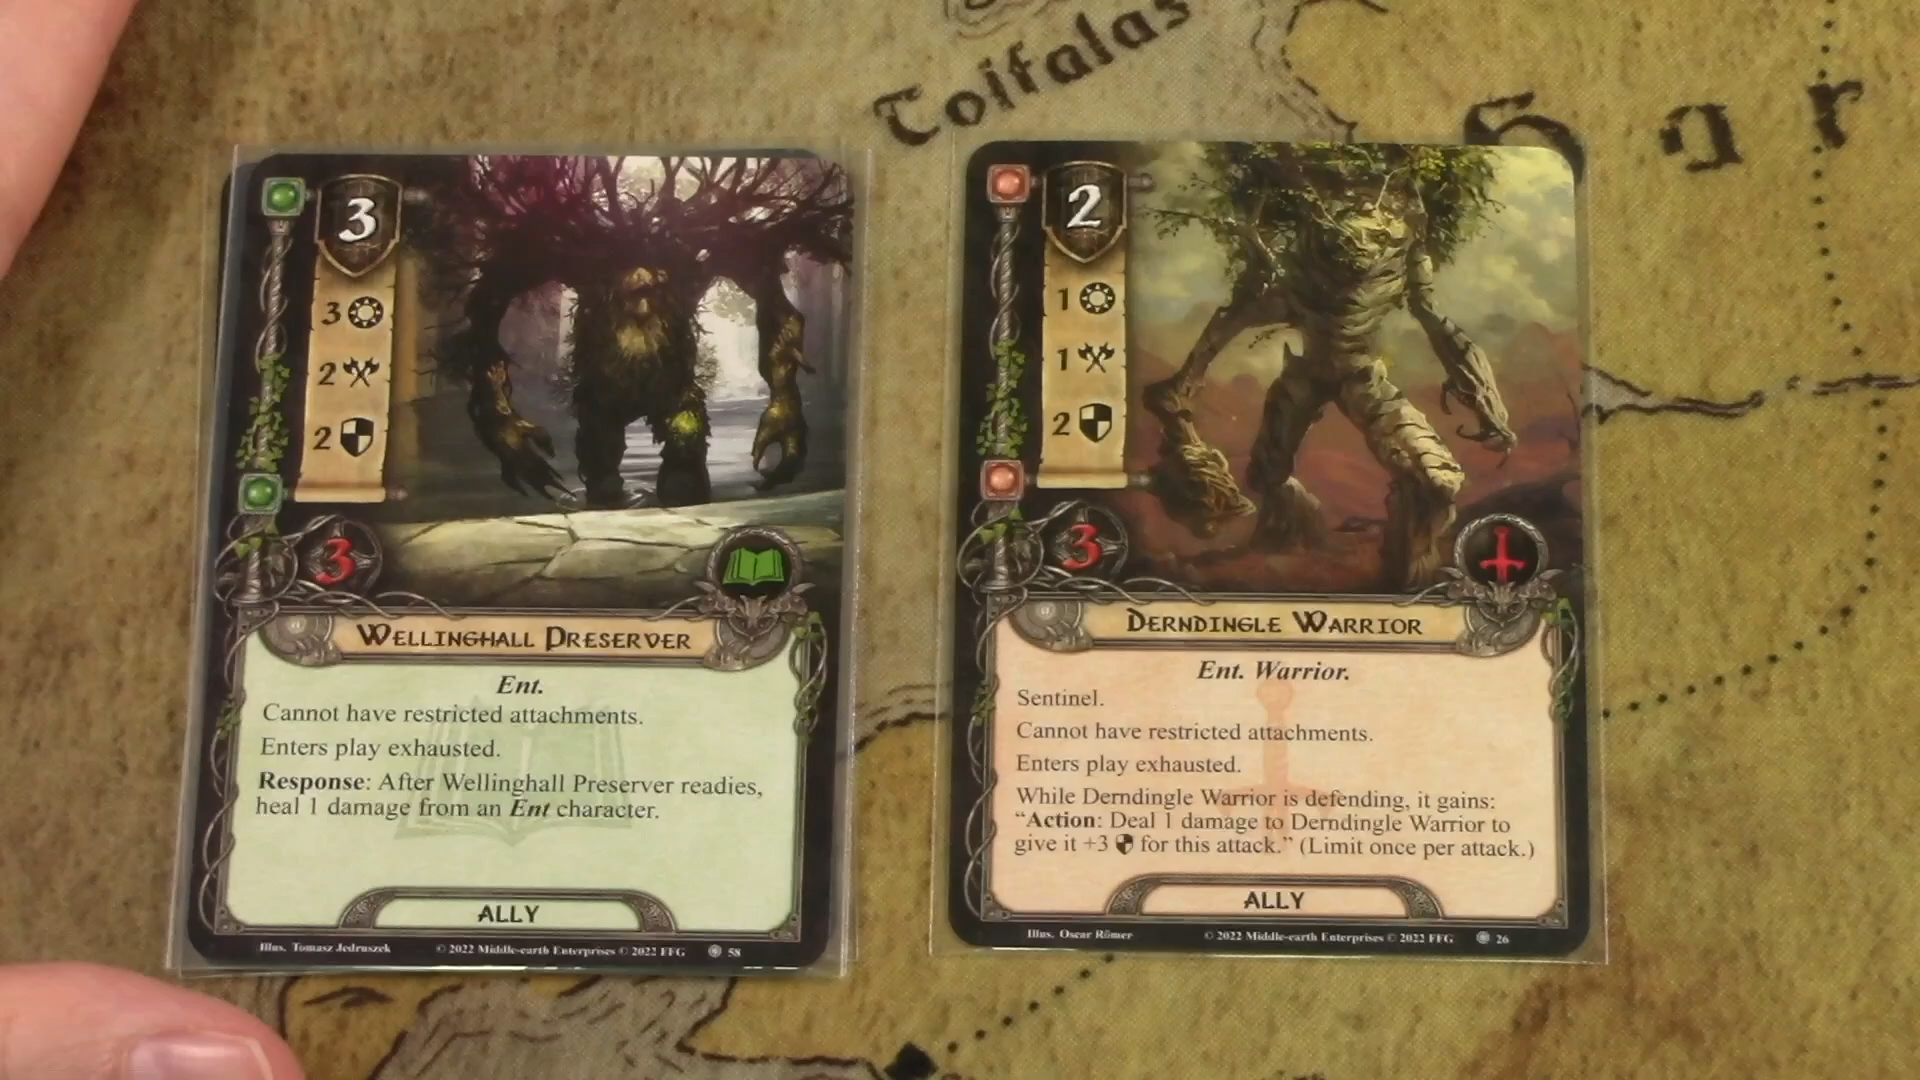 Toifalas
Har
3
3
2
2
3
WELLINGHALL PRESERVER
Ent.
Cannot have restricted attachments.
Enters play exhausted.
Response: After Wellinghall Preserver readies,
heal 1 damage from an Ent character.
ALLY
Illus. Tomasz Jedruszek © 2022 Middle-earth Enterprises © 2022 FFG 58
2
1
1
2
3
DERNDINGLE WARRIOR
Ent. Warrior.
Sentinel.
Cannot have restricted attachments.
Enters play exhausted.
While Derndingle Warrior is defending, it gains:
“Action: Deal 1 damage to Derndingle Warrior to
give it +3 for this attack.” (Limit once per attack.)
ALLY
Illus. Oscar Römer © 2022 Middle-earth Enterprises © 2022 FFG 26